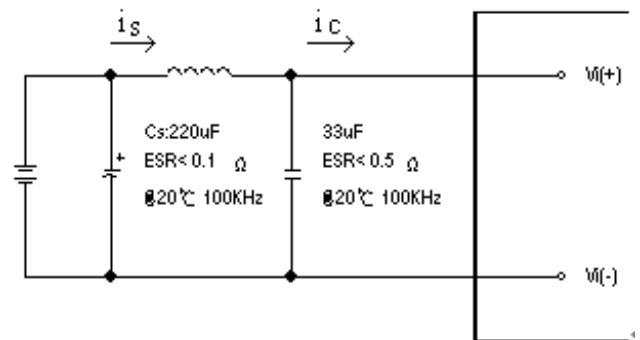 is
ic
Vi(+)
Cs:220uF
ESR< 0.1 Ω
@20℃ 100KHz
33uF
ESR< 0.5 Ω
@20℃ 100KHz
+
Vi(-)